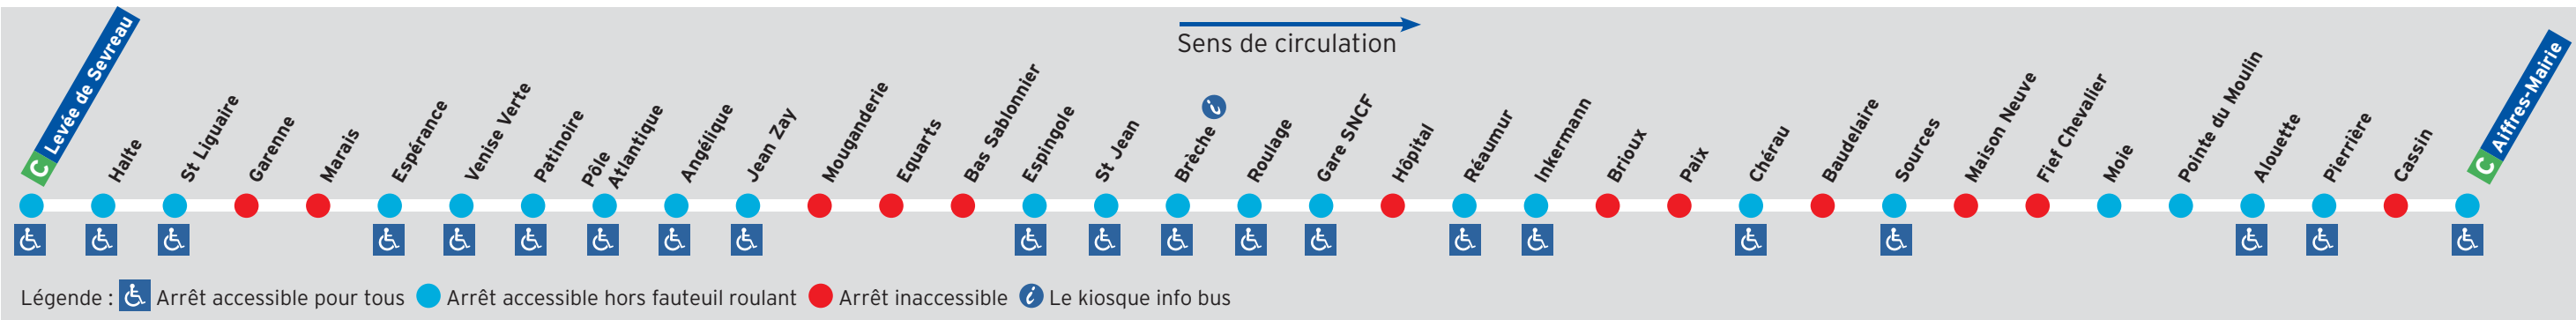 Sens de circulation
C Levée de Sevreau
Halte
St Liguaire
Garenne
Marais
Espérance
Venise Verte
Patinoire
Pôle
Atlantique
Angélique
Jean Zay
Mouganderie
Equarts
Bas Sablonnier
Espingole
St Jean
Brèche i
Roulage
Gare SNCF
Hôpital
Réaumur
Inkermann
Brioux
Paix
Chérau
Baudelaire
Sources
Maison Neuve
Fief Chevalier
Moie
Pointe du Moulin
Alouette
Pierrière
Cassin
C Aiffres-Mairie
Légende : Arrêt accessible pour tous Arrêt accessible hors fauteuil roulant Arrêt inaccessible i Le kiosque info bus